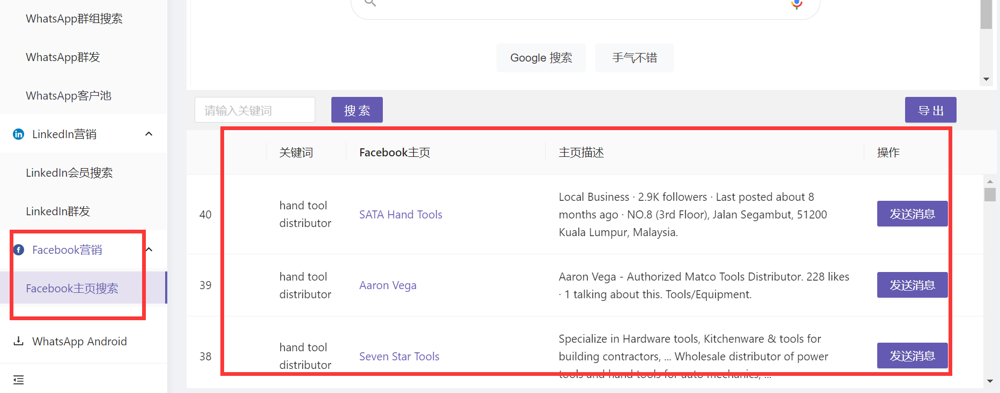 WhatsApp群组搜索
WhatsApp群发
WhatsApp客户池
in LinkedIn营销
LinkedIn会员搜索
LinkedIn群发
f Facebook营销
Facebook主页搜索
WhatsApp Android
Google 搜索
手气不错
请输入关键词
搜 索
导 出
关键词
Facebook主页
主页描述
操作
40
hand tool
distributor
SATA Hand Tools
Local Business · 2.9K followers · Last posted about 8
months ago · NO.8 (3rd Floor), Jalan Segambut, 51200
Kuala Lumpur, Malaysia.
发送消息
39
hand tool
distributor
Aaron Vega
Aaron Vega - Authorized Matco Tools Distributor. 228 likes
· 1 talking about this. Tools/Equipment.
发送消息
38
hand tool
distributor
Seven Star Tools
Specialize in Hardware tools, Kitchenware & tools for
building contractors, ... Wholesale distributor of power
tools and hand tools for auto mechanics, ...
发送消息